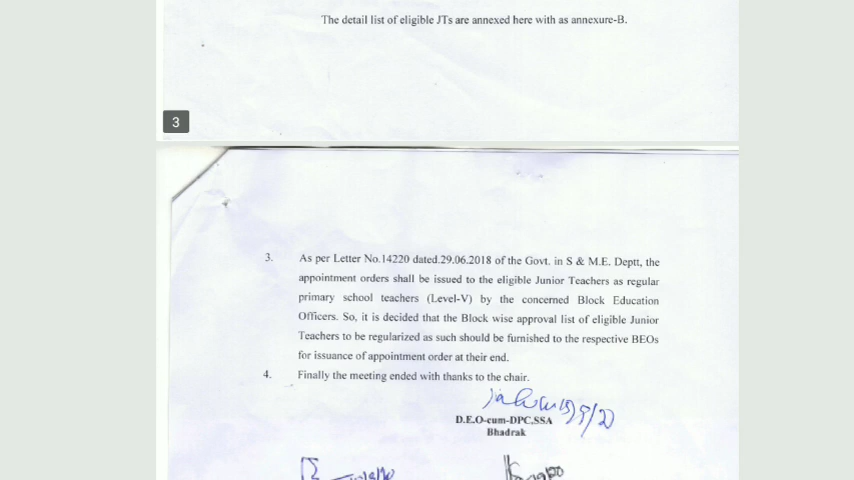 The detail list of eligible JTs are annexed here with as annexure-B.
3
3. As per Letter No.14220 dated.29.06.2018 of the Govt. in S & M.E. Deptt, the
appointment orders shall be issued to the eligible Junior Teachers as regular
primary school teachers (Level-V) by the concerned Block Education
Officers. So, it is decided that the Block wise approval list of eligible Junior
Teachers to be regularized as such should be furnished to the respective BEOs
for issuance of appointment order at their end.
4. Finally the meeting ended with thanks to the chair.
D.E.O-cum-DPC,SSA
Bhadrak